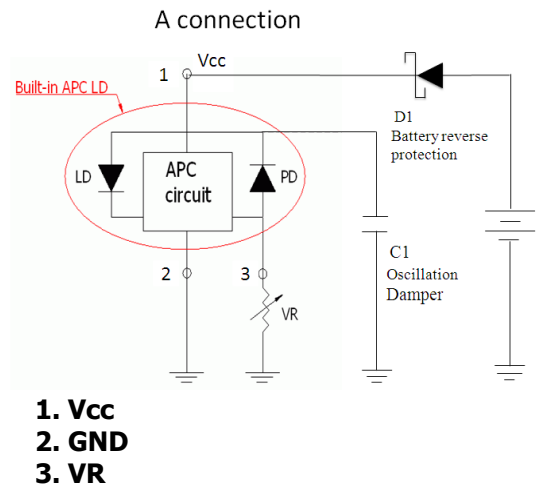 A connection
Vcc
1
Built-in APC LD
D1
Battery reverse
protection
LD
APC
circuit
PD
C1
Oscillation
Damper
2
3
VR
1. Vcc
2. GND
3. VR